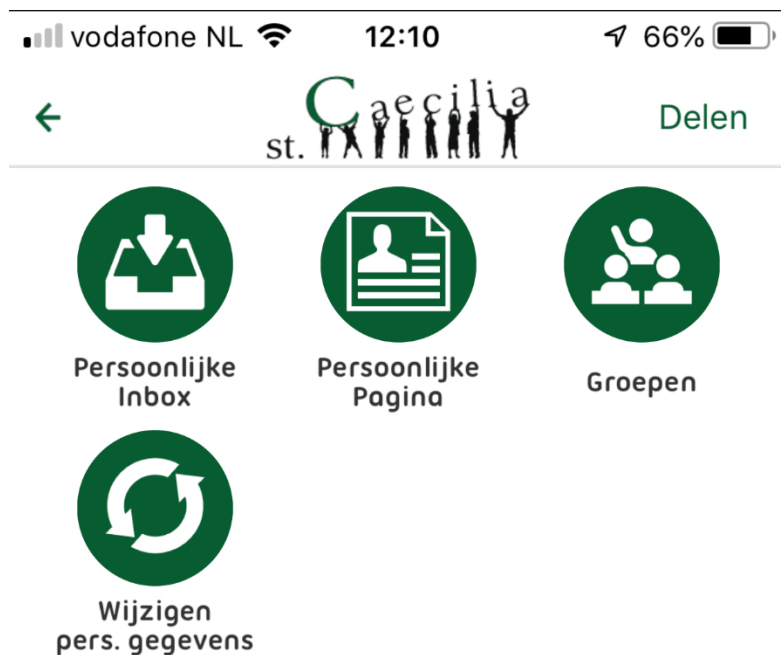 vodafone NL 12:10 66%
st. Caecilia Delen
Persoonlijke
Inbox
Persoonlijke
Pagina
Groepen
Wijzigen
pers. gegevens